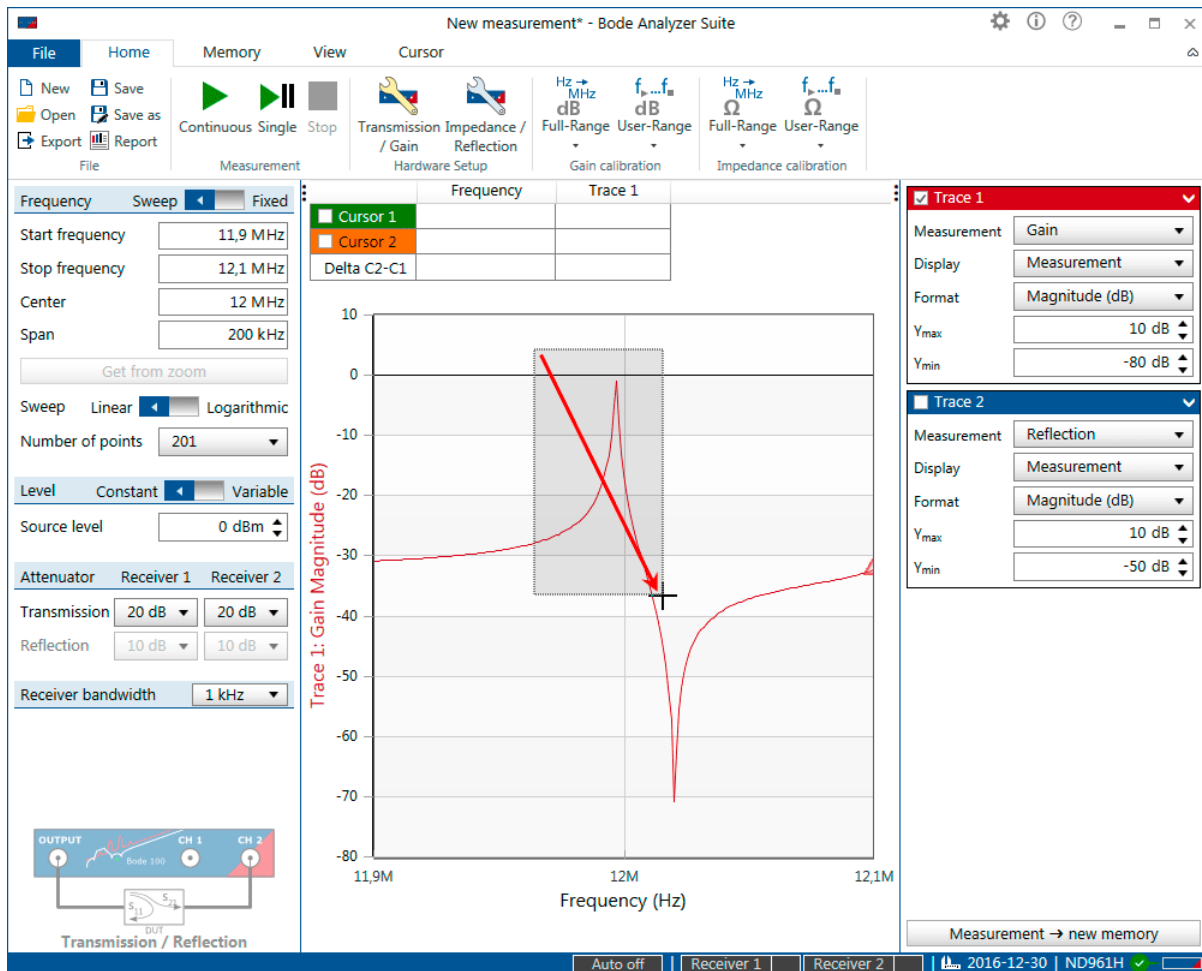 New measurement* - Bode Analyzer Suite
File Home Memory View Cursor
New Save
Open Save as
Export Report
File
Continuous Single Stop
Measurement
Transmission / Gain
Impedance / Reflection
Hardware Setup
Hz → MHz dB
Full-Range
f▸...f■ dB
User-Range
Gain calibration
Hz → MHz Ω
Full-Range
f▸...f■ Ω
User-Range
Impedance calibration
Frequency Sweep Fixed
Start frequency 11,9 MHz
Stop frequency 12,1 MHz
Center 12 MHz
Span 200 kHz
Get from zoom
Sweep Linear Logarithmic
Number of points 201
Level Constant Variable
Source level 0 dBm
Attenuator Receiver 1 Receiver 2
Transmission 20 dB 20 dB
Reflection 10 dB 10 dB
Receiver bandwidth 1 kHz
OUTPUT CH 1 CH 2
Bode 100
S11 S21
DUT
Transmission / Reflection
Frequency Trace 1
Cursor 1
Cursor 2
Delta C2-C1
Trace 1: Gain Magnitude (dB)
10
0
-10
-20
-30
-40
-50
-60
-70
-80
11,9M 12M 12,1M
Frequency (Hz)
Trace 1
Measurement Gain
Display Measurement
Format Magnitude (dB)
Ymax 10 dB
Ymin -80 dB
Trace 2
Measurement Reflection
Display Measurement
Format Magnitude (dB)
Ymax 10 dB
Ymin -50 dB
Measurement → new memory
Auto off Receiver 1 Receiver 2 2016-12-30 | ND961H